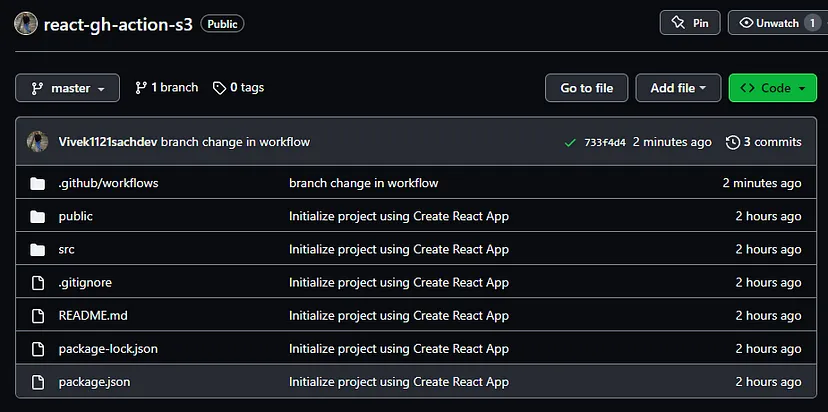 react-gh-action-s3 Public Pin Unwatch 1
master 1 branch 0 tags Go to file Add file Code
Vivek1121sachdev branch change in workflow 733f4d4 2 minutes ago 3 commits
.github/workflows branch change in workflow 2 minutes ago
public Initialize project using Create React App 2 hours ago
src Initialize project using Create React App 2 hours ago
.gitignore Initialize project using Create React App 2 hours ago
README.md Initialize project using Create React App 2 hours ago
package-lock.json Initialize project using Create React App 2 hours ago
package.json Initialize project using Create React App 2 hours ago